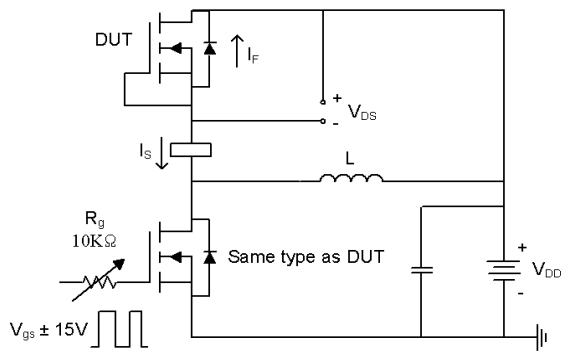 DUT
I_F
+
V_DS
-
I_S
L
R_g
10KΩ
Same type as DUT
+
V_DD
-
V_gs ± 15V